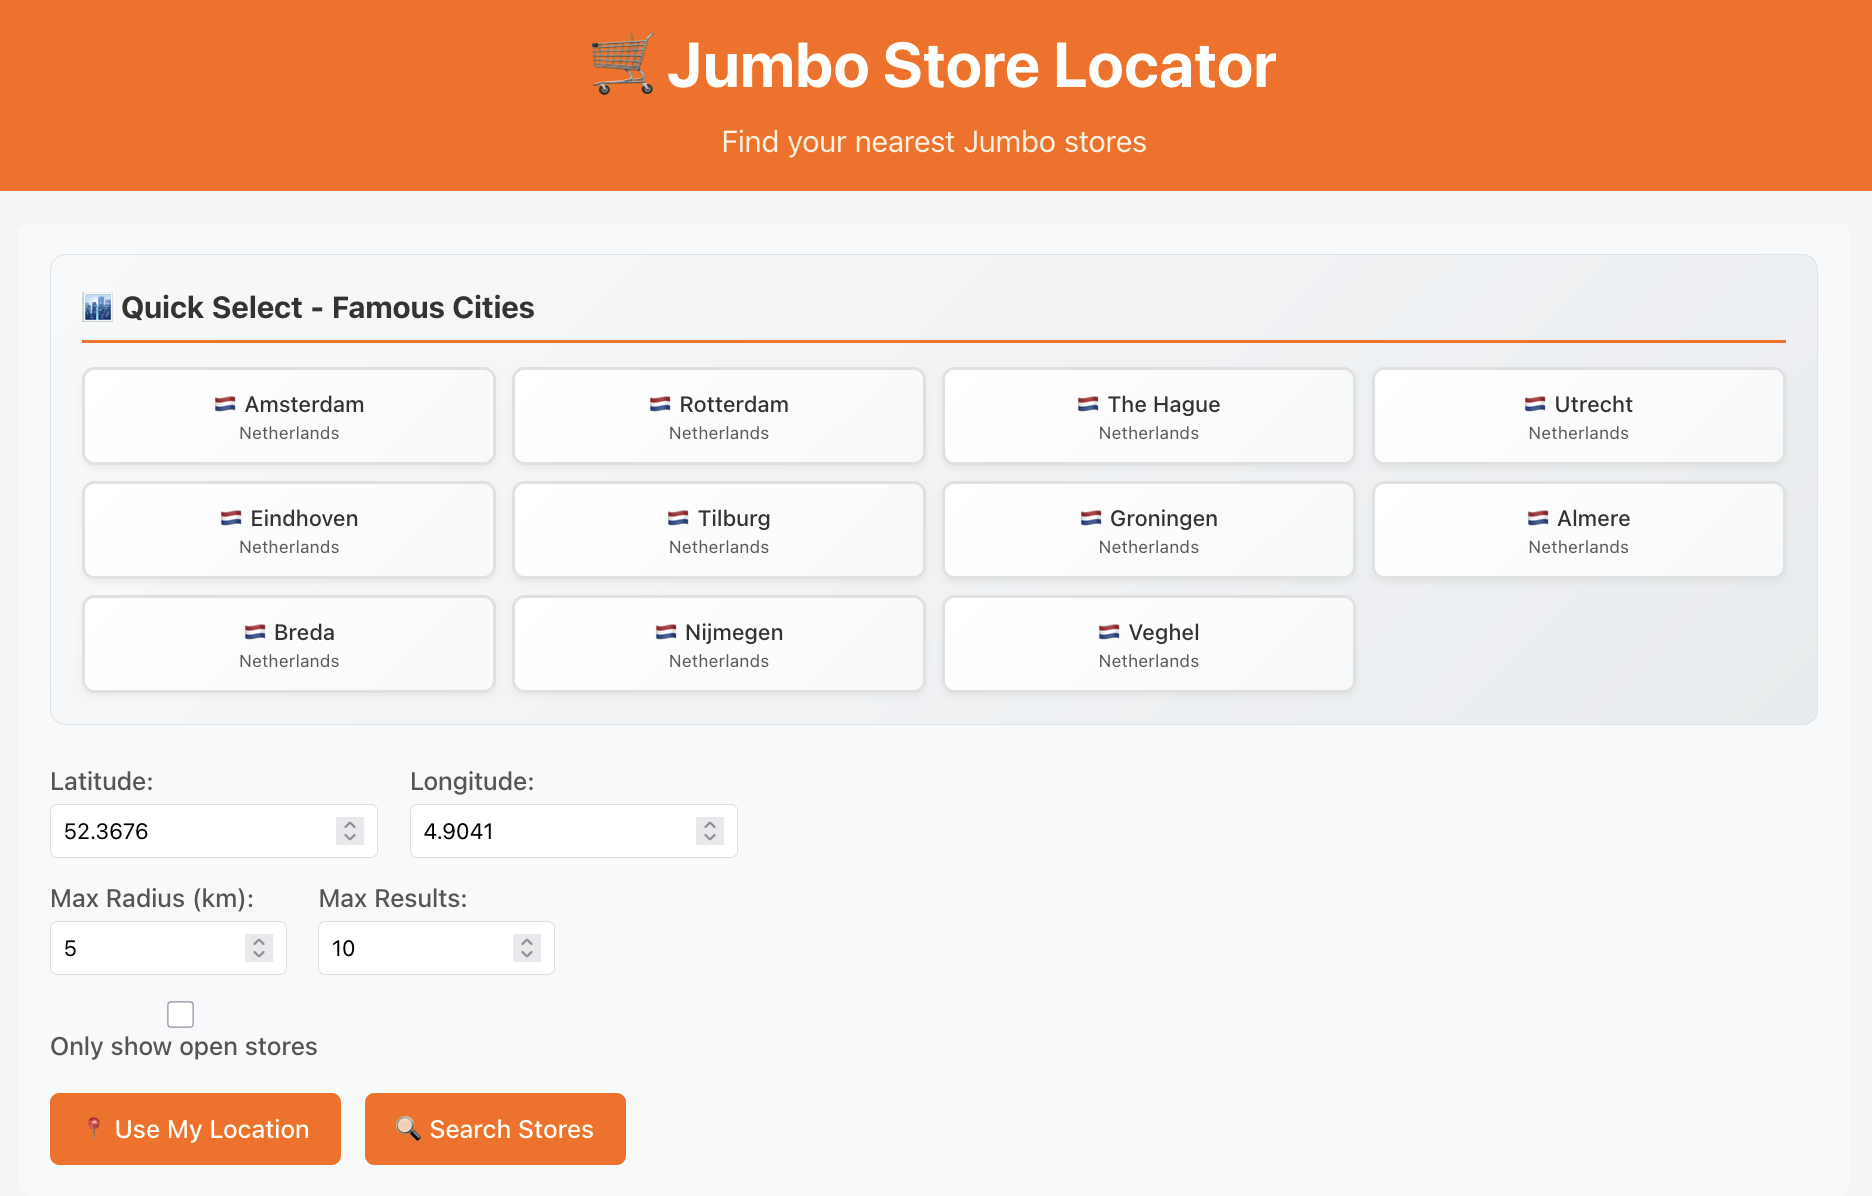 🛒 Jumbo Store Locator
Find your nearest Jumbo stores
🏙️ Quick Select - Famous Cities
🇳🇱 Amsterdam
Netherlands
🇳🇱 Rotterdam
Netherlands
🇳🇱 The Hague
Netherlands
🇳🇱 Utrecht
Netherlands
🇳🇱 Eindhoven
Netherlands
🇳🇱 Tilburg
Netherlands
🇳🇱 Groningen
Netherlands
🇳🇱 Almere
Netherlands
🇳🇱 Breda
Netherlands
🇳🇱 Nijmegen
Netherlands
🇳🇱 Veghel
Netherlands
Latitude:
52.3676
Longitude:
4.9041
Max Radius (km):
5
Max Results:
10
Only show open stores
📍 Use My Location
🔍 Search Stores